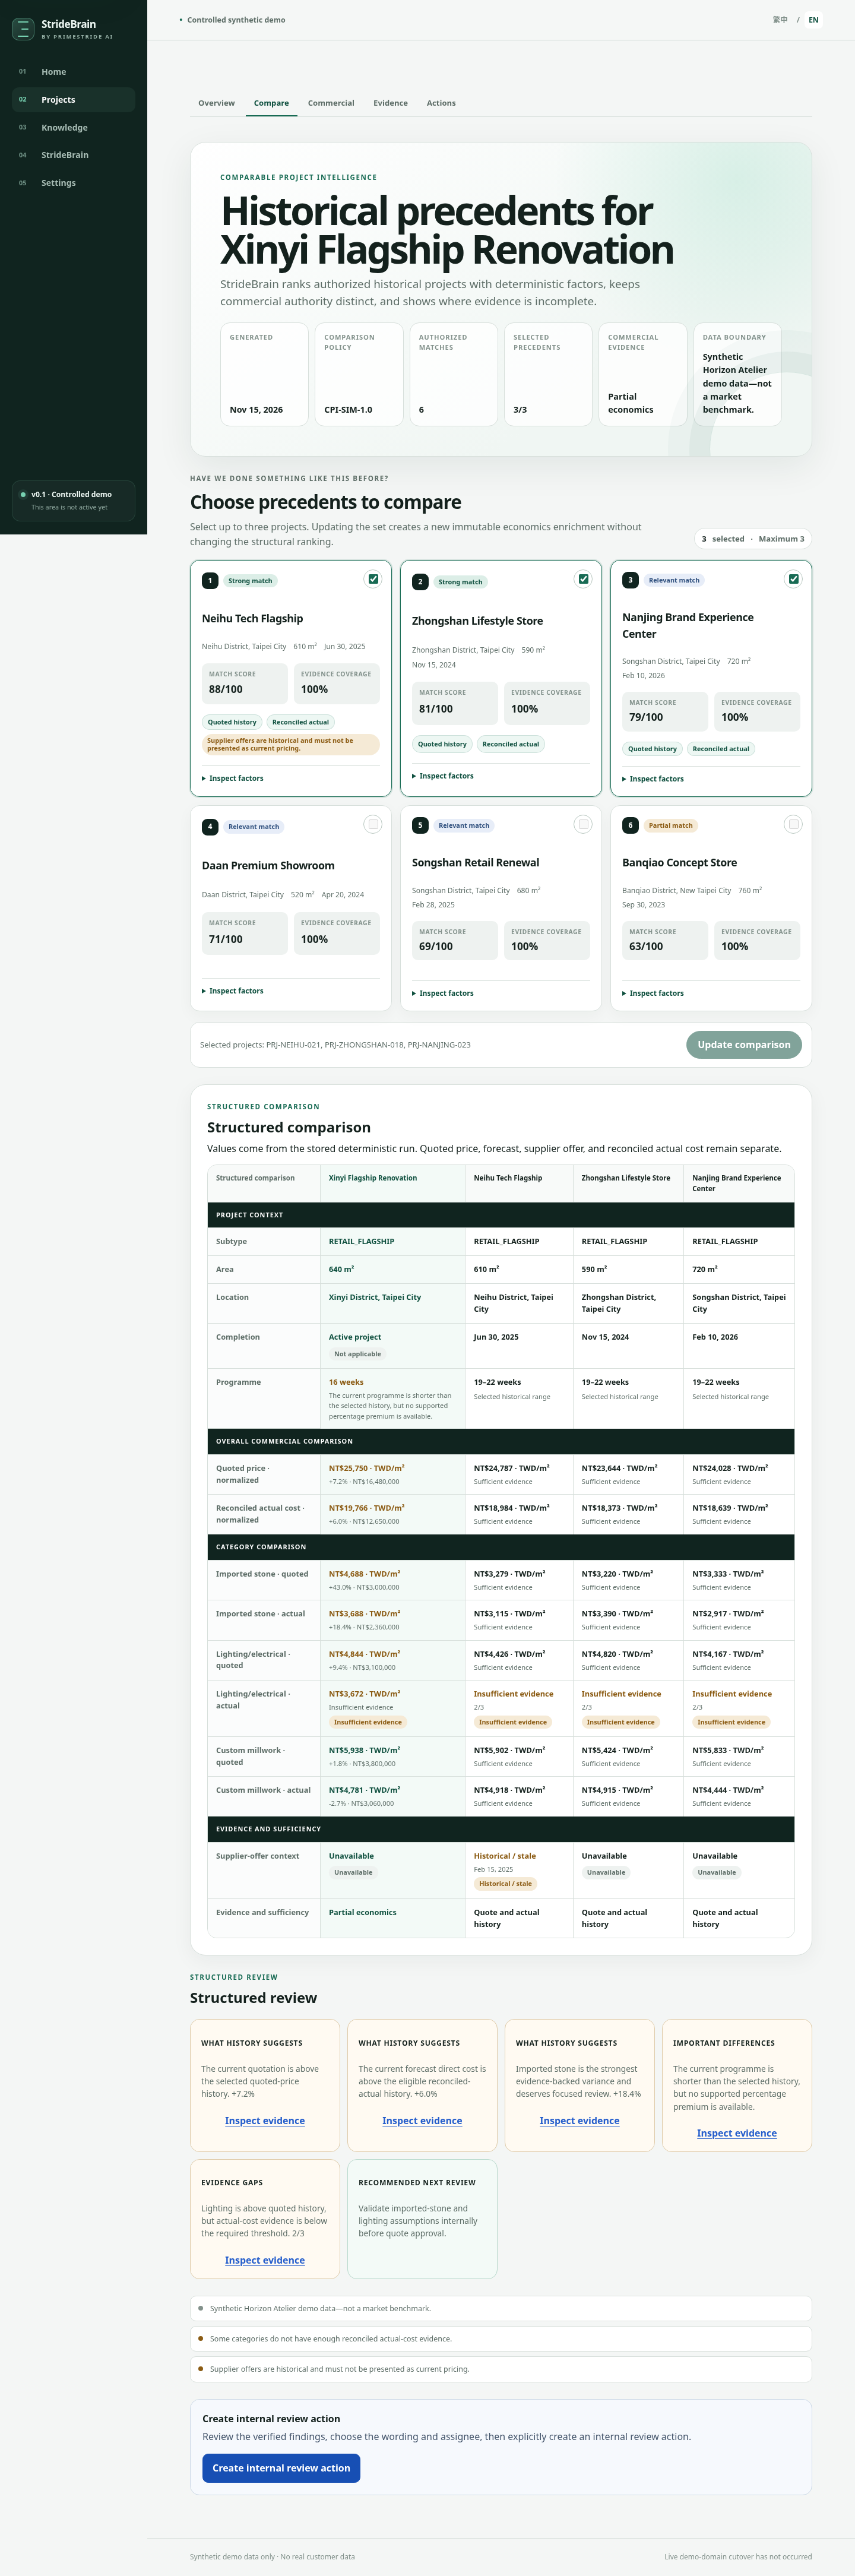 StrideBrain
BY PRIMESTRIDE AI
01 Home
02 Projects
03 Knowledge
04 StrideBrain
05 Settings
v0.1 · Controlled demo
This area is not active yet
• Controlled synthetic demo
繁中 / EN
Overview Compare Commercial Evidence Actions
COMPARABLE PROJECT INTELLIGENCE
Historical precedents for
Xinyi Flagship Renovation
StrideBrain ranks authorized historical projects with deterministic factors, keeps
commercial authority distinct, and shows where evidence is incomplete.
GENERATED
Nov 15, 2026
COMPARISON
POLICY
CPI-SIM-1.0
AUTHORIZED
MATCHES
6
SELECTED
PRECEDENTS
3/3
COMMERCIAL
EVIDENCE
Partial
economics
DATA BOUNDARY
Synthetic
Horizon Atelier
demo data—not
a market
benchmark.
HAVE WE DONE SOMETHING LIKE THIS BEFORE?
Choose precedents to compare
Select up to three projects. Updating the set creates a new immutable economics enrichment without
changing the structural ranking.
3 selected · Maximum 3
1 Strong match
Neihu Tech Flagship
Neihu District, Taipei City 610 m² Jun 30, 2025
MATCH SCORE
88/100
EVIDENCE COVERAGE
100%
Quoted history Reconciled actual
Supplier offers are historical and must not be
presented as current pricing.
▶ Inspect factors
2 Strong match
Zhongshan Lifestyle Store
Zhongshan District, Taipei City 590 m²
Nov 15, 2024
MATCH SCORE
81/100
EVIDENCE COVERAGE
100%
Quoted history Reconciled actual
▶ Inspect factors
3 Relevant match
Nanjing Brand Experience
Center
Songshan District, Taipei City 720 m²
Feb 10, 2026
MATCH SCORE
79/100
EVIDENCE COVERAGE
100%
Quoted history Reconciled actual
▶ Inspect factors
4 Relevant match
Daan Premium Showroom
Daan District, Taipei City 520 m² Apr 20, 2024
MATCH SCORE
71/100
EVIDENCE COVERAGE
100%
▶ Inspect factors
5 Relevant match
Songshan Retail Renewal
Songshan District, Taipei City 680 m²
Feb 28, 2025
MATCH SCORE
69/100
EVIDENCE COVERAGE
100%
▶ Inspect factors
6 Partial match
Banqiao Concept Store
Banqiao District, New Taipei City 760 m²
Sep 30, 2023
MATCH SCORE
63/100
EVIDENCE COVERAGE
100%
▶ Inspect factors
Selected projects: PRJ-NEIHU-021, PRJ-ZHONGSHAN-018, PRJ-NANJING-023
Update comparison
STRUCTURED COMPARISON
Structured comparison
Values come from the stored deterministic run. Quoted price, forecast, supplier offer, and reconciled actual cost remain separate.
Structured comparison Xinyi Flagship Renovation Neihu Tech Flagship Zhongshan Lifestyle Store Nanjing Brand Experience
Center
PROJECT CONTEXT
Subtype RETAIL_FLAGSHIP RETAIL_FLAGSHIP RETAIL_FLAGSHIP RETAIL_FLAGSHIP
Area 640 m² 610 m² 590 m² 720 m²
Location Xinyi District, Taipei City Neihu District, Taipei Zhongshan District, Songshan District, Taipei
City Taipei City City
Completion Active project Jun 30, 2025 Nov 15, 2024 Feb 10, 2026
Not applicable
Programme 16 weeks 19–22 weeks 19–22 weeks 19–22 weeks
The current programme is shorter than Selected historical range Selected historical range Selected historical range
the selected history, but no supported
percentage premium is available.
OVERALL COMMERCIAL COMPARISON
Quoted price · NT$25,750 · TWD/m² NT$24,787 · TWD/m² NT$23,644 · TWD/m² NT$24,028 · TWD/m²
normalized +7.2% · NT$16,480,000 Sufficient evidence Sufficient evidence Sufficient evidence
Reconciled actual cost · NT$19,766 · TWD/m² NT$18,984 · TWD/m² NT$18,373 · TWD/m² NT$18,639 · TWD/m²
normalized +6.0% · NT$12,650,000 Sufficient evidence Sufficient evidence Sufficient evidence
CATEGORY COMPARISON
Imported stone · quoted NT$4,688 · TWD/m² NT$3,279 · TWD/m² NT$3,220 · TWD/m² NT$3,333 · TWD/m²
+43.0% · NT$3,000,000 Sufficient evidence Sufficient evidence Sufficient evidence
Imported stone · actual NT$3,688 · TWD/m² NT$3,115 · TWD/m² NT$3,390 · TWD/m² NT$2,917 · TWD/m²
+18.4% · NT$2,360,000 Sufficient evidence Sufficient evidence Sufficient evidence
Lighting/electrical · NT$4,844 · TWD/m² NT$4,426 · TWD/m² NT$4,820 · TWD/m² NT$4,167 · TWD/m²
quoted +9.4% · NT$3,100,000 Sufficient evidence Sufficient evidence Sufficient evidence
Lighting/electrical · NT$3,672 · TWD/m² Insufficient evidence Insufficient evidence Insufficient evidence
actual Insufficient evidence 2/3 2/3 2/3
Insufficient evidence Insufficient evidence Insufficient evidence Insufficient evidence
Custom millwork · NT$5,938 · TWD/m² NT$5,902 · TWD/m² NT$5,424 · TWD/m² NT$5,833 · TWD/m²
quoted +1.8% · NT$3,800,000 Sufficient evidence Sufficient evidence Sufficient evidence
Custom millwork · actual NT$4,781 · TWD/m² NT$4,918 · TWD/m² NT$4,915 · TWD/m² NT$4,444 · TWD/m²
-2.7% · NT$3,060,000 Sufficient evidence Sufficient evidence Sufficient evidence
EVIDENCE AND SUFFICIENCY
Supplier-offer context Unavailable Historical / stale Unavailable Unavailable
Unavailable Feb 15, 2025 Unavailable Unavailable
Historical / stale
Evidence and sufficiency Partial economics Quote and actual Quote and actual Quote and actual
history history history
STRUCTURED REVIEW
Structured review
WHAT HISTORY SUGGESTS
The current quotation is above
the selected quoted-price
history. +7.2%
Inspect evidence
WHAT HISTORY SUGGESTS
The current forecast direct cost is
above the eligible reconciled-
actual history. +6.0%
Inspect evidence
WHAT HISTORY SUGGESTS
Imported stone is the strongest
evidence-backed variance and
deserves focused review. +18.4%
Inspect evidence
IMPORTANT DIFFERENCES
The current programme is
shorter than the selected history,
but no supported percentage
premium is available.
Inspect evidence
EVIDENCE GAPS
Lighting is above quoted history,
but actual-cost evidence is below
the required threshold. 2/3
Inspect evidence
RECOMMENDED NEXT REVIEW
Validate imported-stone and
lighting assumptions internally
before quote approval.
Synthetic Horizon Atelier demo data—not a market benchmark.
Some categories do not have enough reconciled actual-cost evidence.
Supplier offers are historical and must not be presented as current pricing.
Create internal review action
Review the verified findings, choose the wording and assignee, then explicitly create an internal review action.
Create internal review action
Synthetic demo data only · No real customer data
Live demo-domain cutover has not occurred